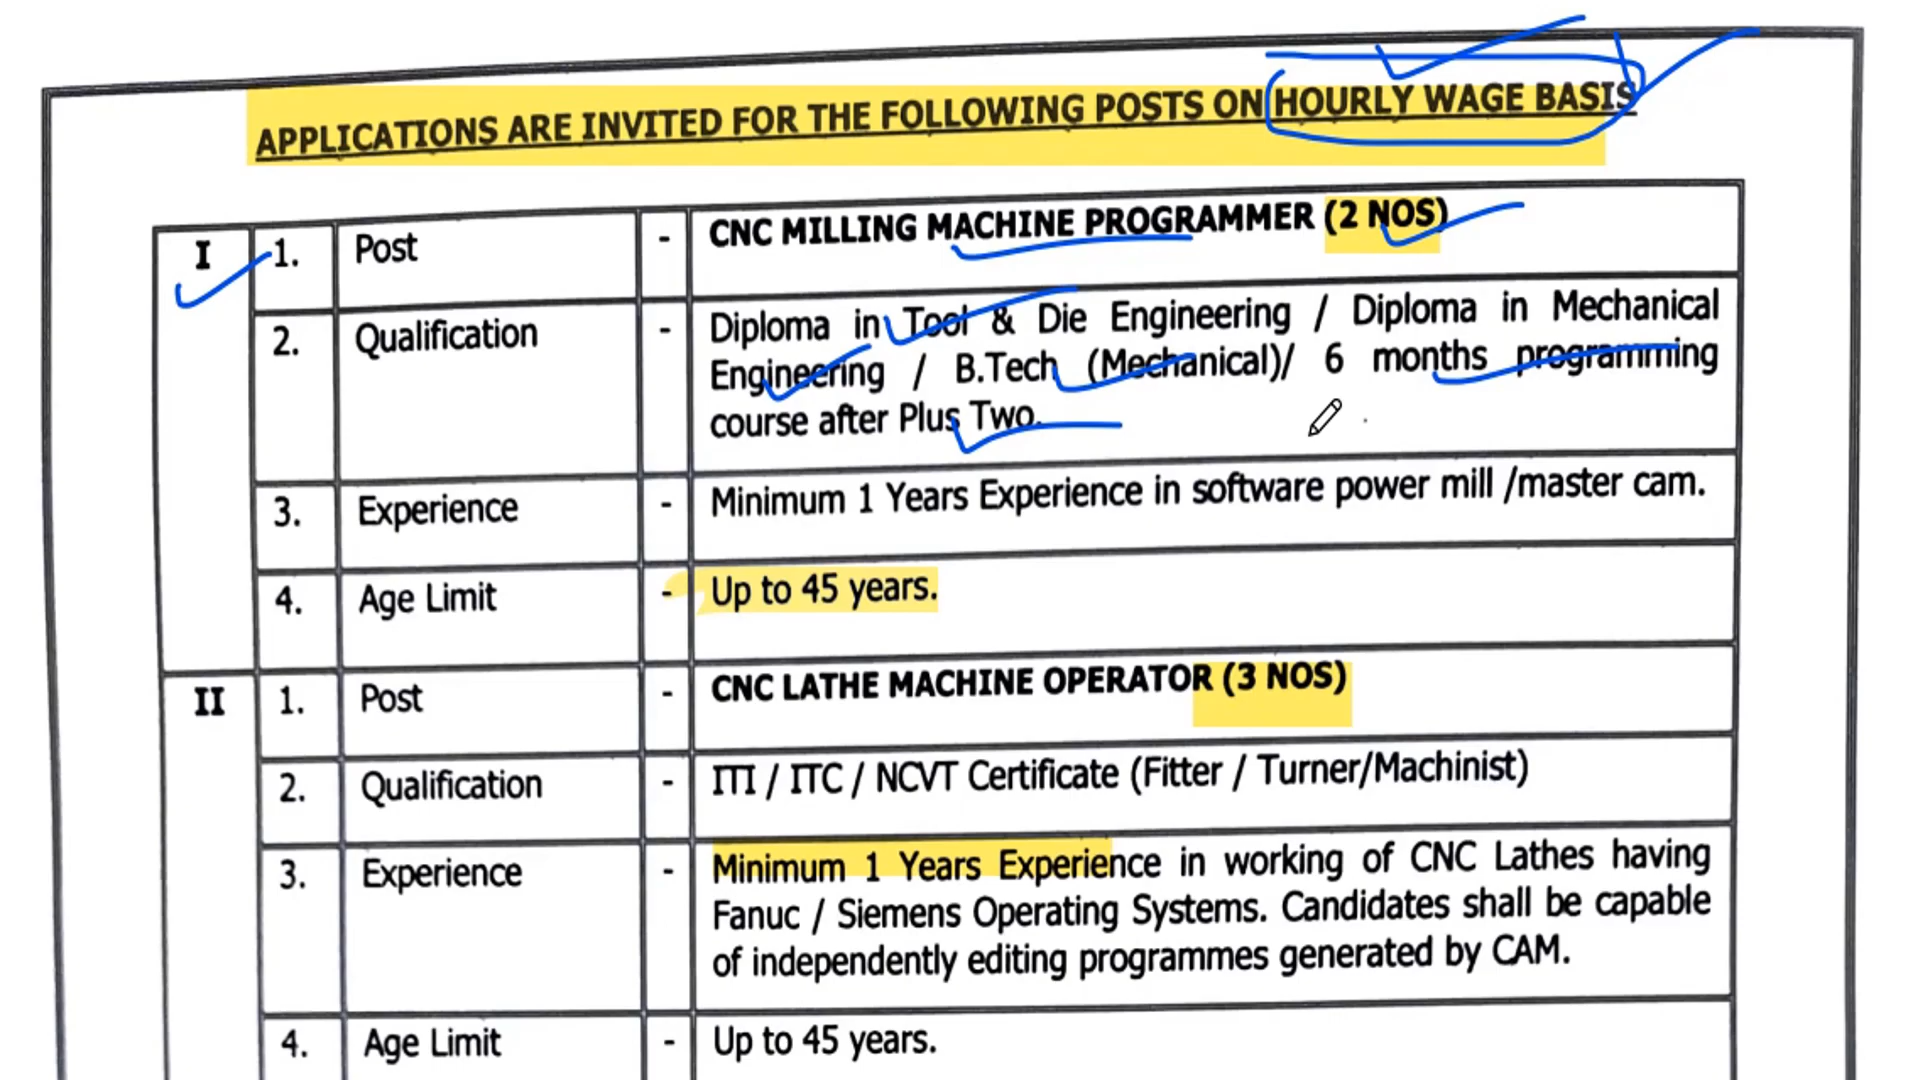 APPLICATIONS ARE INVITED FOR THE FOLLOWING POSTS ON HOURLY WAGE BASIS
I 1. Post - CNC MILLING MACHINE PROGRAMMER (2 NOS)
2. Qualification - Diploma in Tool & Die Engineering / Diploma in Mechanical
Engineering / B.Tech (Mechanical)/ 6 months programming
course after Plus Two.
3. Experience - Minimum 1 Years Experience in software power mill /master cam.
4. Age Limit - Up to 45 years.
II 1. Post - CNC LATHE MACHINE OPERATOR (3 NOS)
2. Qualification - ITI / ITC / NCVT Certificate (Fitter / Turner/Machinist)
3. Experience - Minimum 1 Years Experience in working of CNC Lathes having
Fanuc / Siemens Operating Systems. Candidates shall be capable
of independently editing programmes generated by CAM.
4. Age Limit - Up to 45 years.